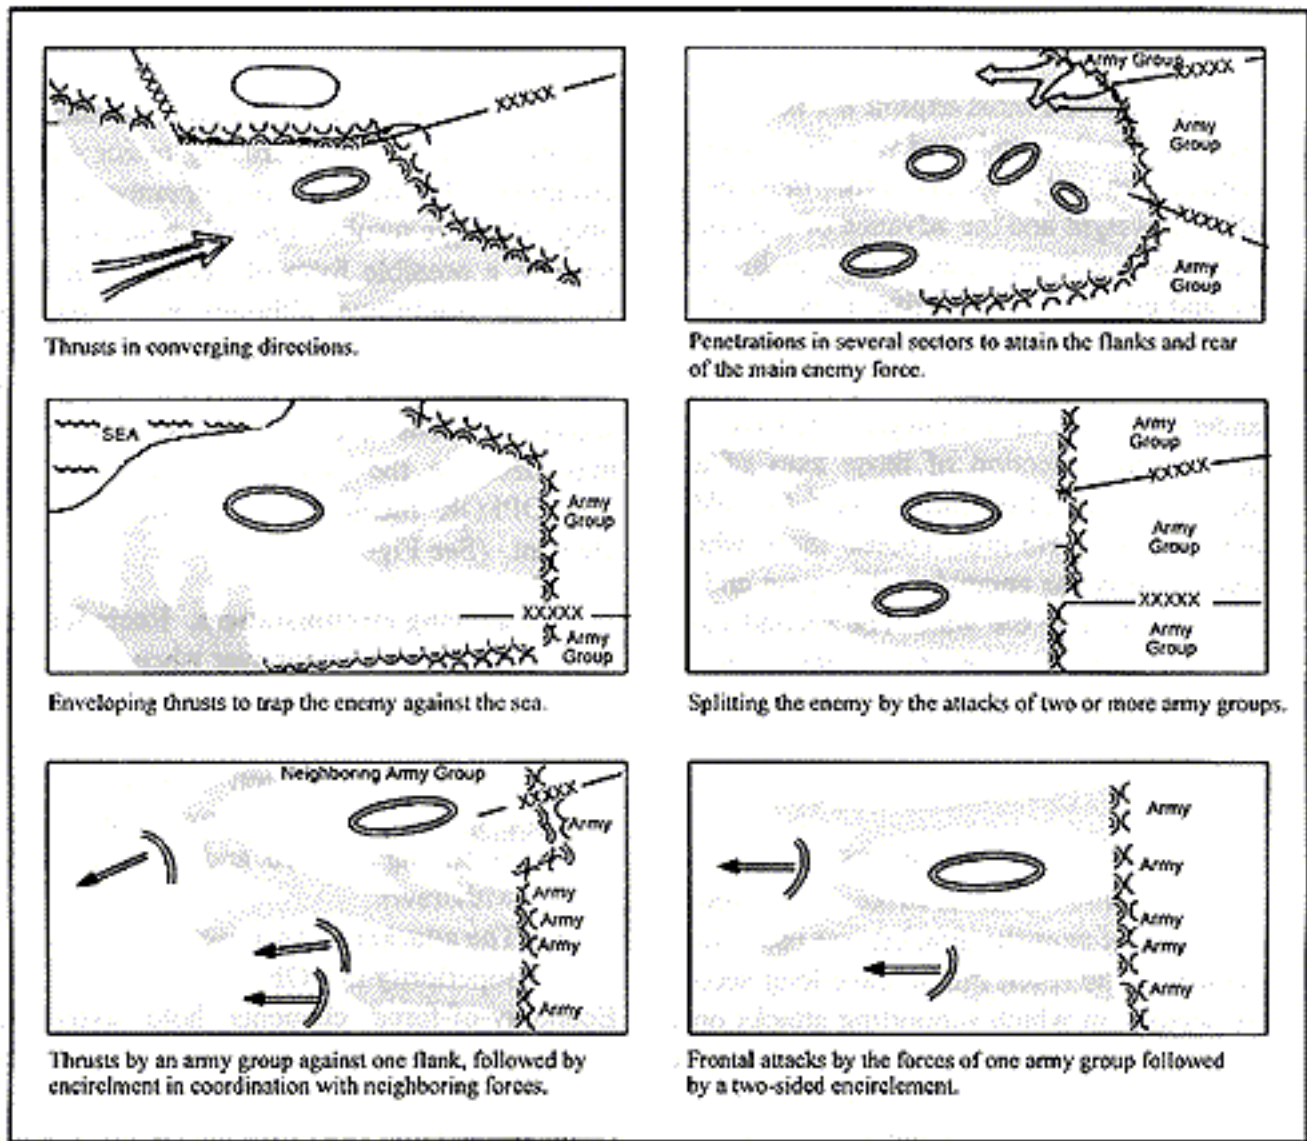 XXXXX
XXXXX
Thrusts in converging directions.
Army Group
XXXXX
Army
Group
XXXXX
Army
Group
Penetrations in several sectors to attain the flanks and rear
of the main enemy force.
SEA
Army
Group
XXXXX
Army
Group
Enveloping thrusts to trap the enemy against the sea.
Army
Group
XXXXX
Army
Group
XXXXX
Army
Group
Splitting the enemy by the attacks of two or more army groups.
Neighboring Army Group
XXXXX
Army
Army
Army
Army
Army
Thrusts by an army group against one flank, followed by
encirlment in coordination with neighboring forces.
Army
Army
Army
Army
Army
Frontal attacks by the forces of one army group followed
by a two-sided encirclement.